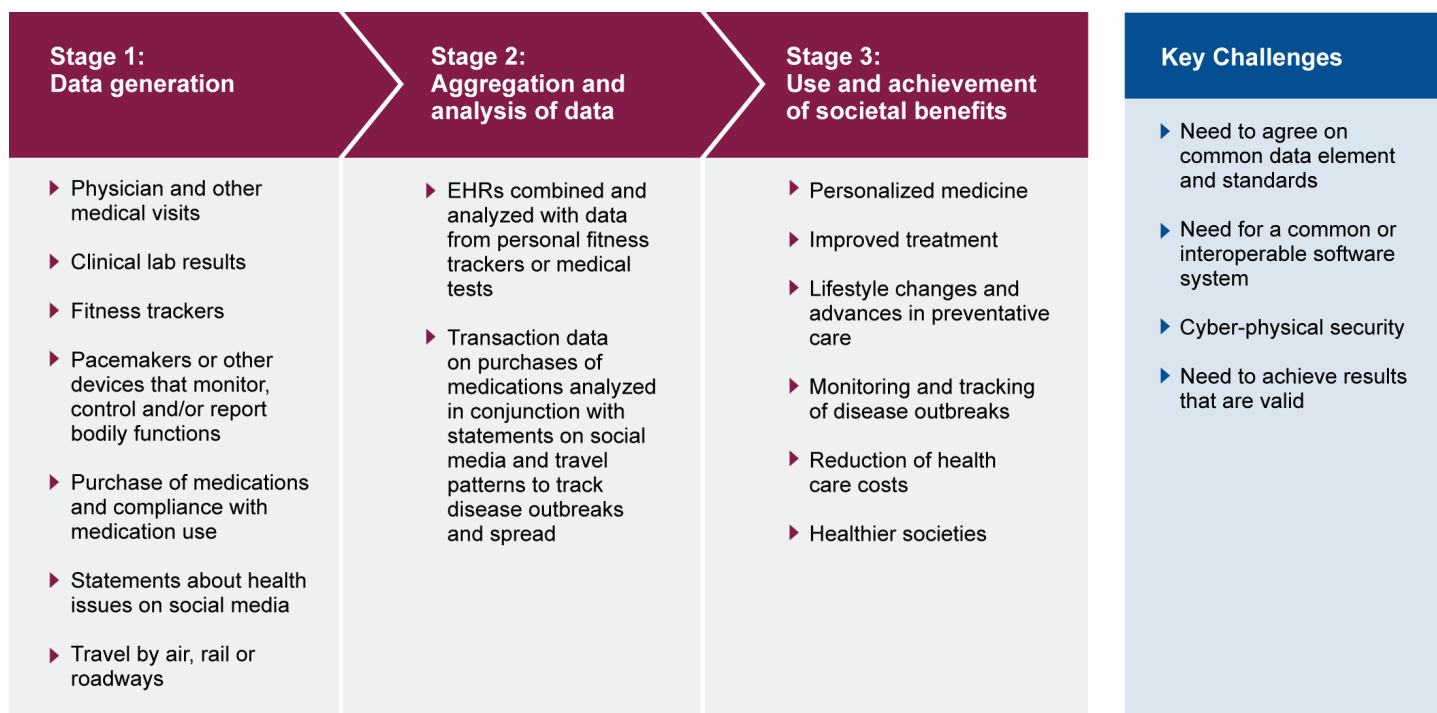 Stage 1:
Data generation
Physician and other
medical visits
Clinical lab results
Fitness trackers
Pacemakers or other
devices that monitor,
control and/or report
bodily functions
Purchase of medications
and compliance with
medication use
Statements about health
issues on social media
Travel by air, rail or
roadways
Stage 2:
Aggregation and
analysis of data
EHRs combined and
analyzed with data
from personal fitness
trackers or medical
tests
Transaction data
on purchases of
medications analyzed
in conjunction with
statements on social
media and travel
patterns to track
disease outbreaks
and spread
Stage 3:
Use and achievement
of societal benefits
Personalized medicine
Improved treatment
Lifestyle changes and
advances in preventative
care
Monitoring and tracking
of disease outbreaks
Reduction of health
care costs
Healthier societies
Key Challenges
Need to agree on
common data element
and standards
Need for a common or
interoperable software
system
Cyber-physical security
Need to achieve results
that are valid